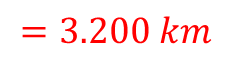 = 3.200 km